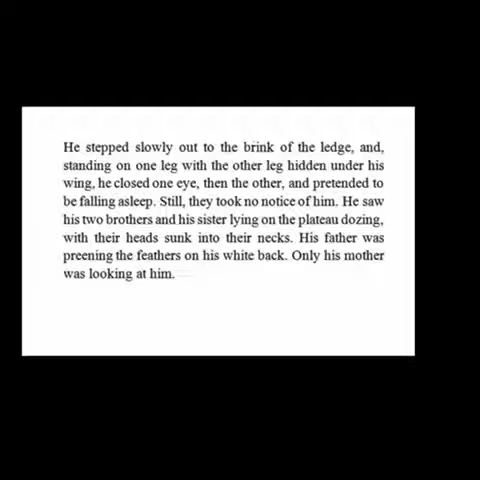 He stepped slowly out to the brink of the ledge, and,
standing on one leg with the other leg hidden under his
wing, he closed one eye, then the other, and pretended to
be falling asleep. Still, they took no notice of him. He saw
his two brothers and his sister lying on the plateau dozing,
with their heads sunk into their necks. His father was
preening the feathers on his white back. Only his mother
was looking at him.